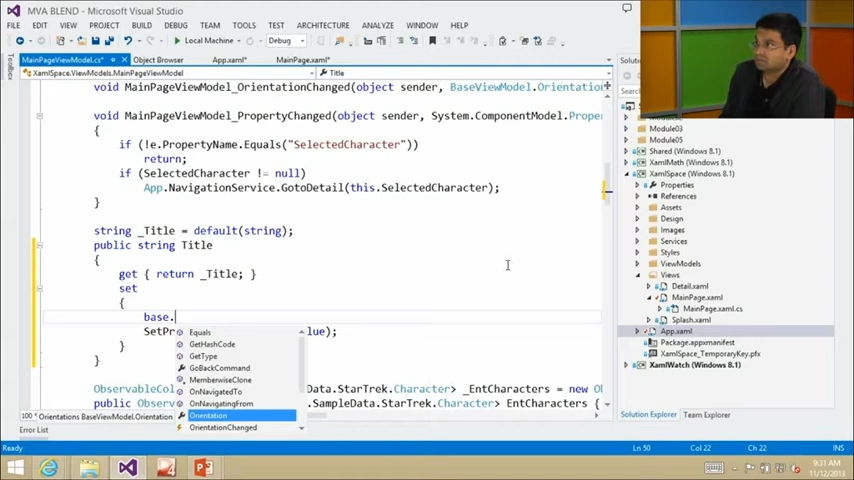 MVA BLEND - Microsoft Visual Studio
FILE EDIT VIEW PROJECT BUILD DEBUG TEAM TOOLS TEST ARCHITECTURE ANALYZE WINDOW HELP
Local Machine Debug
MainPageViewModel.cs* Object Browser App.xaml* MainPage.xaml*
XamlSpace.ViewModels.MainPageViewModel Title
void MainPageViewModel_OrientationChanged(object sender, BaseViewModel.Orientatio
void MainPageViewModel_PropertyChanged(object sender, System.ComponentModel.Prope
{
if (!e.PropertyName.Equals("SelectedCharacter"))
return;
if (SelectedCharacter != null)
App.NavigationService.GotoDetail(this.SelectedCharacter);
}
string _Title = default(string);
public string Title
{
get { return _Title; }
set
{
base.
SetPr lue);
}
}
Equals
GetHashCode
GetType
GoBackCommand
MemberwiseClone
OnNavigatedTo
OnNavigatingFrom
Orientation
OrientationChanged
ObservableCol Data.StarTrek.Character> _EntCharacters = new Ob
public Observ .SampleData.StarTrek.Character> EntCharacters {
100 % Orientations BaseViewModel.Orientation
Error List
Toolbox
Solution Explorer
Module03
Module05
Shared (Windows 8.1)
XamlMath (Windows 8.1)
XamlSpace (Windows 8.1)
Properties
References
Assets
Design
Images
Services
Styles
ViewModels
Views
Detail.xaml
MainPage.xaml
MainPage.xaml.cs
Splash.xaml
App.xaml
Package.appxmanifest
XamlSpace_TemporaryKey.pfx
XamlWatch (Windows 8.1)
Solution Explorer Team Explorer
Ready Ln 50 Col 22 Ch 22 INS
9:31 AM